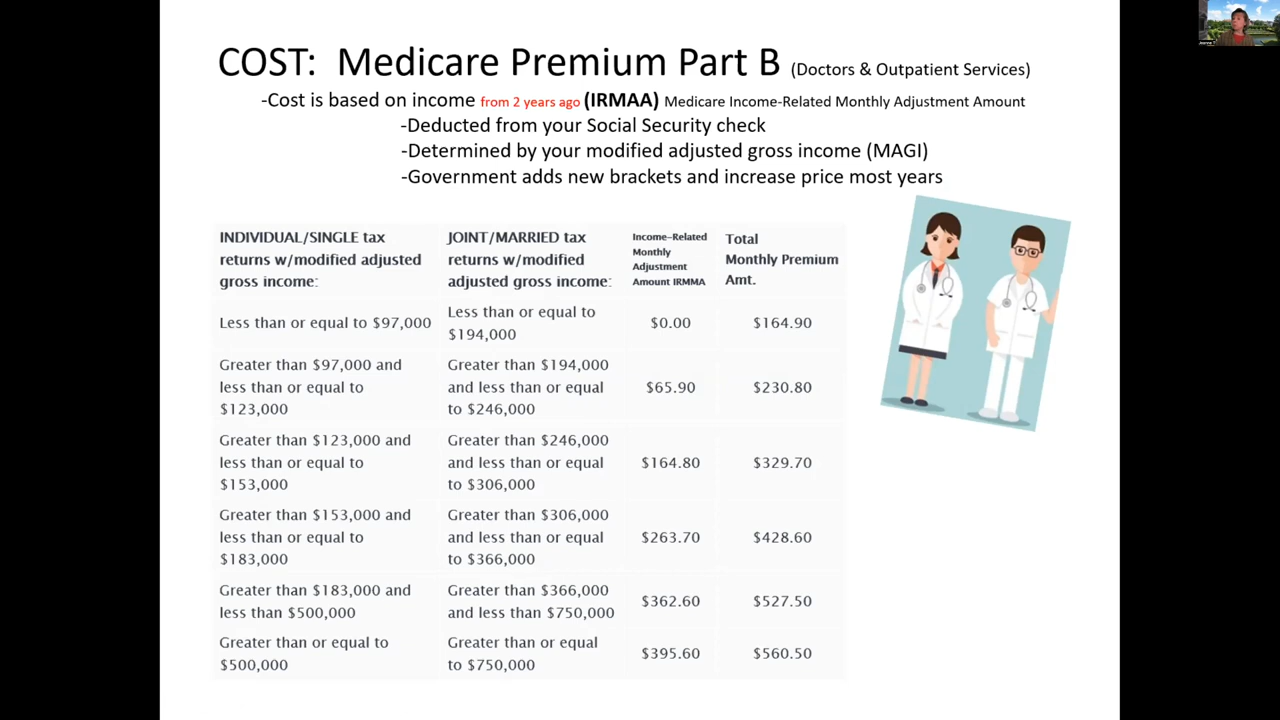 COST: Medicare Premium Part B (Doctors & Outpatient Services)
-Cost is based on income from 2 years ago (IRMAA) Medicare Income-Related Monthly Adjustment Amount
-Deducted from your Social Security check
-Determined by your modified adjusted gross income (MAGI)
-Government adds new brackets and increase price most years
INDIVIDUAL/SINGLE tax
returns w/modified adjusted
gross income:
JOINT/MARRIED tax
returns w/modified
adjusted gross income:
Income-Related
Monthly
Adjustment
Amount IRMMA
Total
Monthly Premium
Amt.
Less than or equal to $97,000
Less than or equal to
$194,000
$0.00
$164.90
Greater than $97,000 and
less than or equal to
$123,000
Greater than $194,000
and less than or equal
to $246,000
$65.90
$230.80
Greater than $123,000 and
less than or equal to
$153,000
Greater than $246,000
and less than or equal
to $306,000
$164.80
$329.70
Greater than $153,000 and
less than or equal to
$183,000
Greater than $306,000
and less than or equal
to $366,000
$263.70
$428.60
Greater than $183,000 and
less than $500,000
Greater than $366,000
and less than $750,000
$362.60
$527.50
Greater than or equal to
$500,000
Greater than or equal
to $750,000
$395.60
$560.50